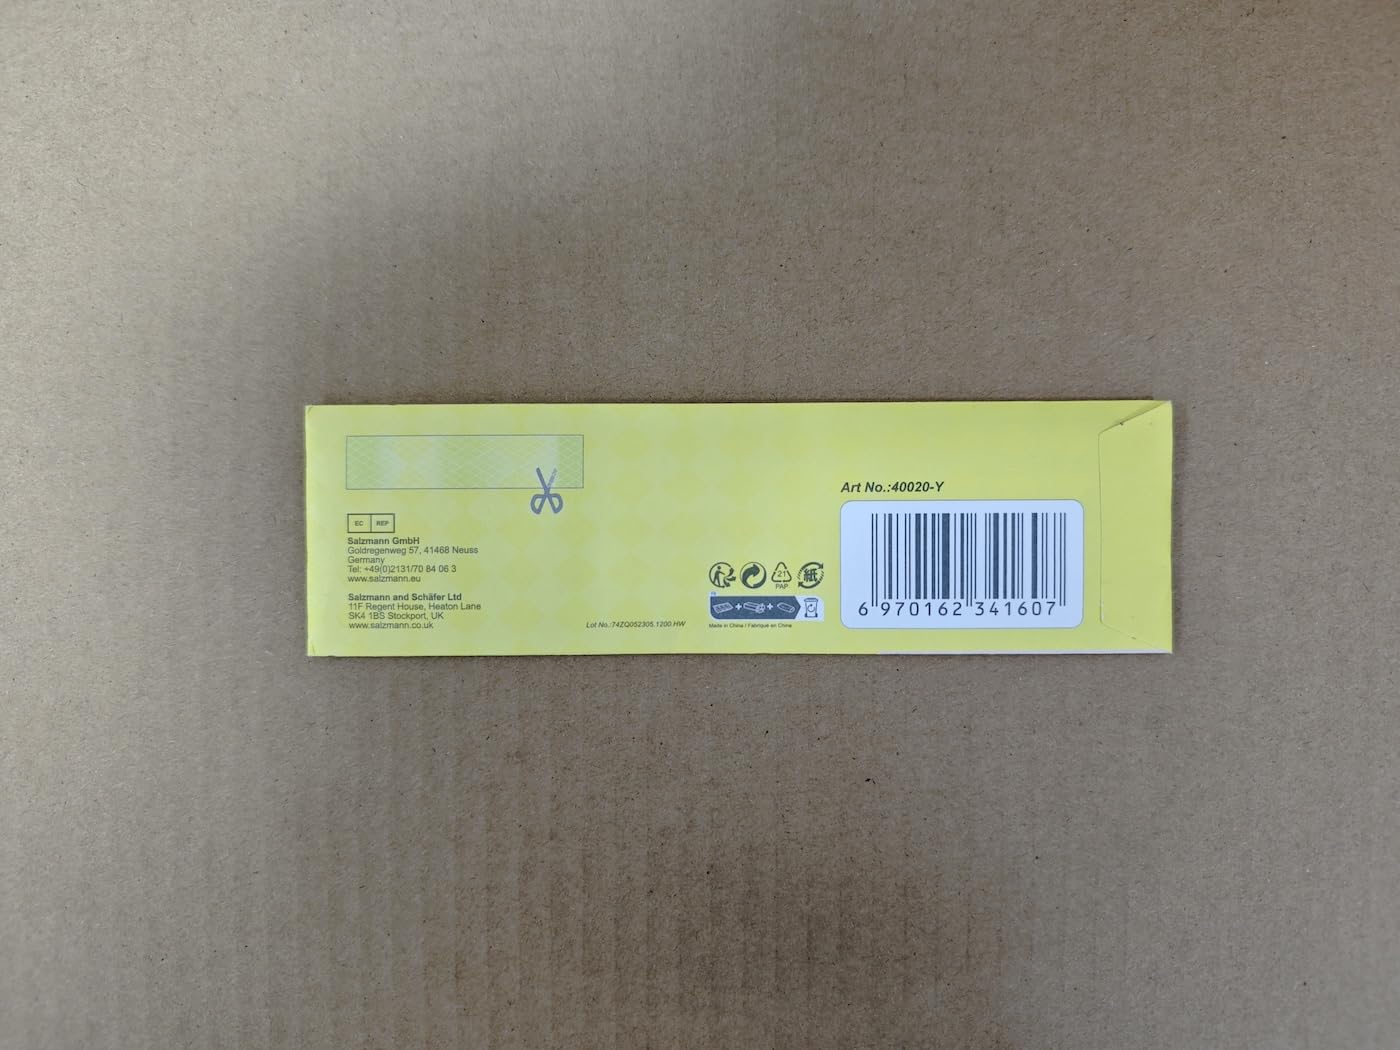 EC REP
Salzmann GmbH
Goldregenweg 57, 41468 Neuss
Germany
Tel: +49(0)2131/70 84 06 3
www.salzmann.eu
Salzmann and Schäfer Ltd
11F Regent House, Heaton Lane
SK4 1BS Stockport, UK
www.salzmann.co.uk
Lot No.:74ZQ052305.1200.HW
21
PAP
紙
Made in China / Fabriqué en Chine
Art No.:40020-Y
6 970162 341607